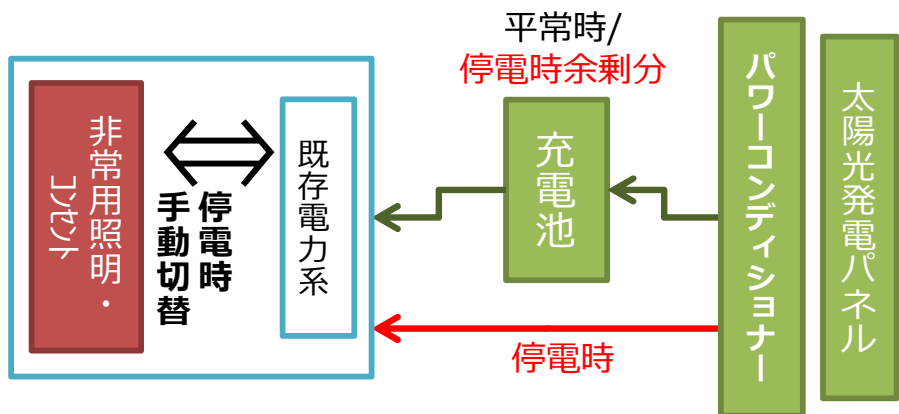 平常時/
停電時余剰分
非常用照明・
コンセント
停電時
手動切替
既存電力系
充電池
パワーコンディショナー
太陽光発電パネル
停電時